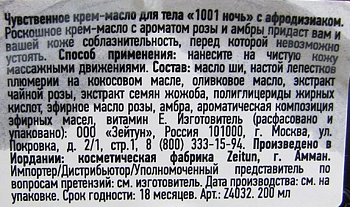 Чувственное крем-масло для тела «1001 ночь» с афродизиаком.
Роскошное крем-масло с ароматом розы и амбры придаст вам и
вашей коже соблазнительность, перед которой невозможно
устоять. Способ применения: нанести на чистую кожу
массажными движениями. Состав: масло ши, настой лепестков
плюмерии на кокосовом масле, оливковое масло, экстракт
чайной розы, экстракт семян жожоба, полиглицериды жирных
кислот, эфирное масло розы, амбра, ароматическая композиция
эфирных масел, витамин Е. Изготовитель (расфасовано и
упаковано): ООО «Зейтун», Россия 101000, г. Москва, ул.
Покровка, д. 2/1, стр.1, 8 (800) 333-15-94. Произведено в
Иордании: косметическая фабрика Zeitun, г. Амман.
Импортер/Дистрибьютор/Уполномоченный представитель по
вопросам претензий: см. изготовитель. Дата производства: см. на
упаковке. Срок годности: 18 месяцев. Арт.: Z4032. 200 мл